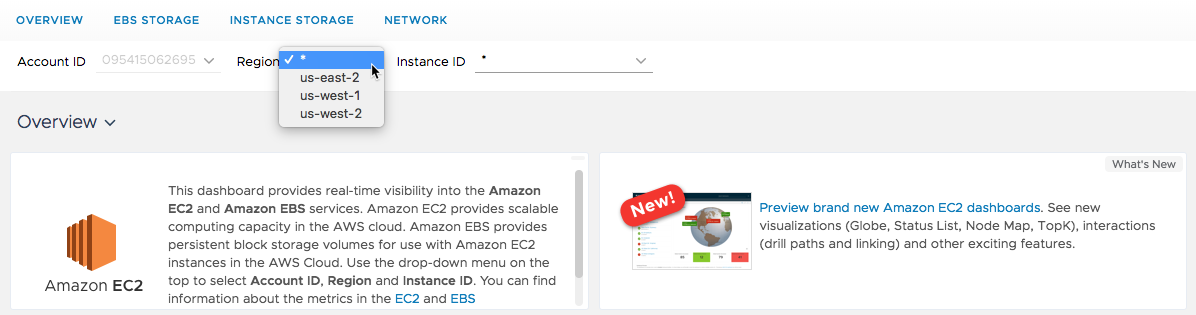 OVERVIEW EBS STORAGE INSTANCE STORAGE NETWORK
Account ID 095415062695 Region * Instance ID *
us-east-2
us-west-1
us-west-2
Overview
What's New
This dashboard provides real-time visibility into the Amazon
EC2 and Amazon EBS services. Amazon EC2 provides scalable
computing capacity in the AWS cloud. Amazon EBS provides
persistent block storage volumes for use with Amazon EC2
instances in the AWS Cloud. Use the drop-down menu on the
top to select Account ID, Region and Instance ID. You can find
information about the metrics in the EC2 and EBS
Amazon EC2
New!
Preview brand new Amazon EC2 dashboards. See new
visualizations (Globe, Status List, Node Map, TopK), interactions
(drill paths and linking) and other exciting features.